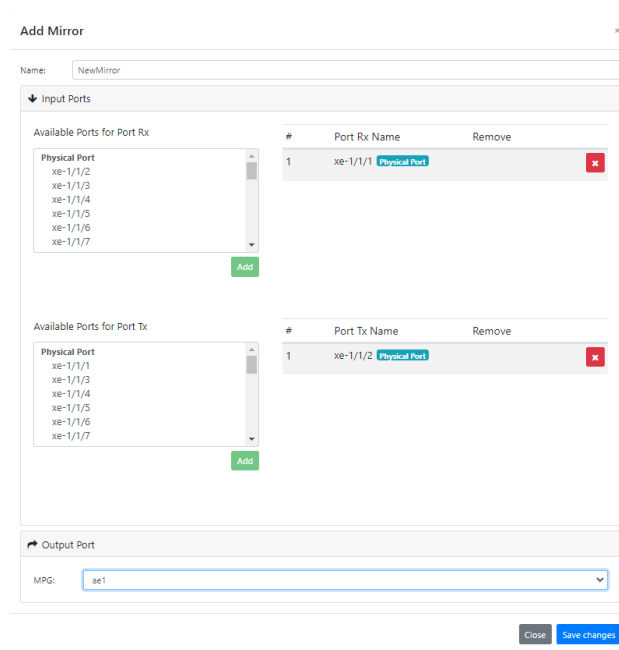 Add Mirror ×
Name: NewMirror
Input Ports
Available Ports for Port Rx
Physical Port
xe-1/1/2
xe-1/1/3
xe-1/1/4
xe-1/1/5
xe-1/1/6
xe-1/1/7
Add
# Port Rx Name Remove
1 xe-1/1/1 Physical Port
Available Ports for Port Tx
Physical Port
xe-1/1/1
xe-1/1/3
xe-1/1/4
xe-1/1/5
xe-1/1/6
xe-1/1/7
Add
# Port Tx Name Remove
1 xe-1/1/2 Physical Port
Output Port
MPG: ae1
Close Save changes